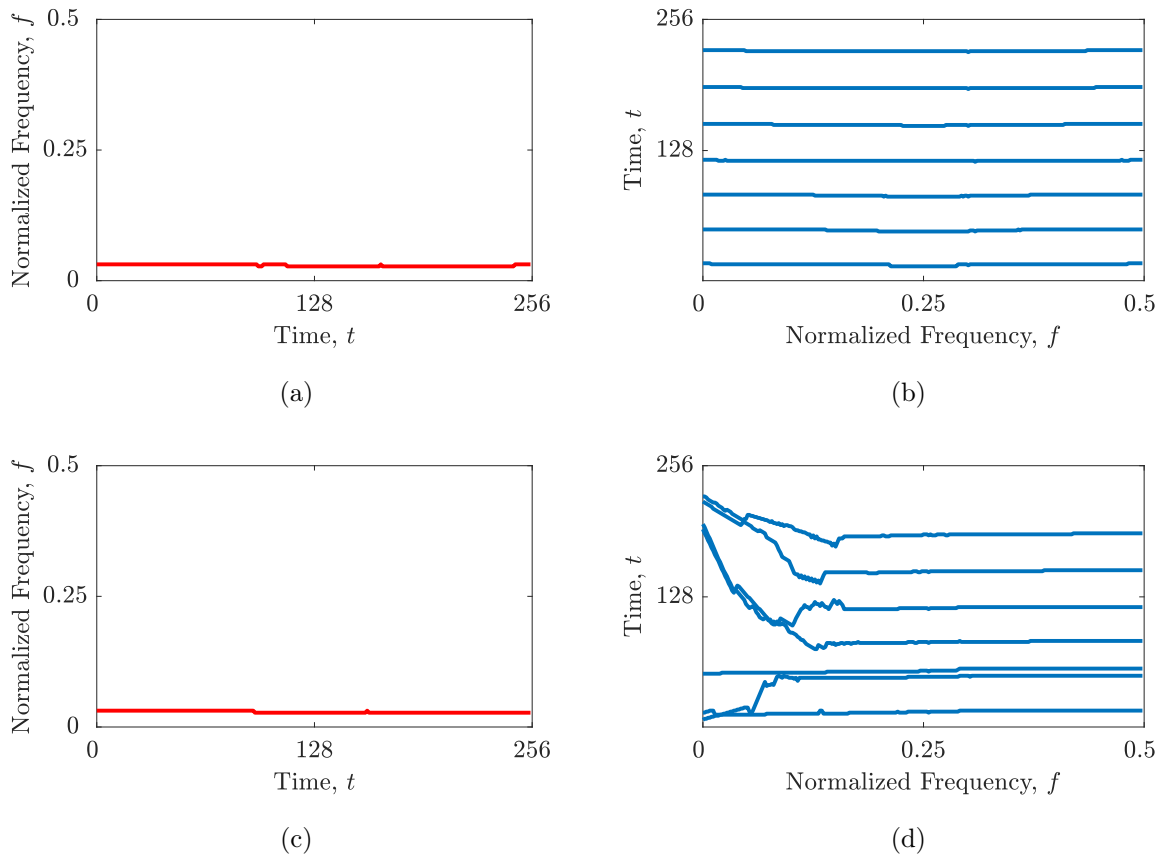 0.5
0.25
0
0
128
256
Normalized Frequency, f
Time, t
(a)
256
128
0
0.25
0.5
Time, t
Normalized Frequency, f
(b)
0.5
0.25
0
0
128
256
Normalized Frequency, f
Time, t
(c)
256
128
0
0.25
0.5
Time, t
Normalized Frequency, f
(d)